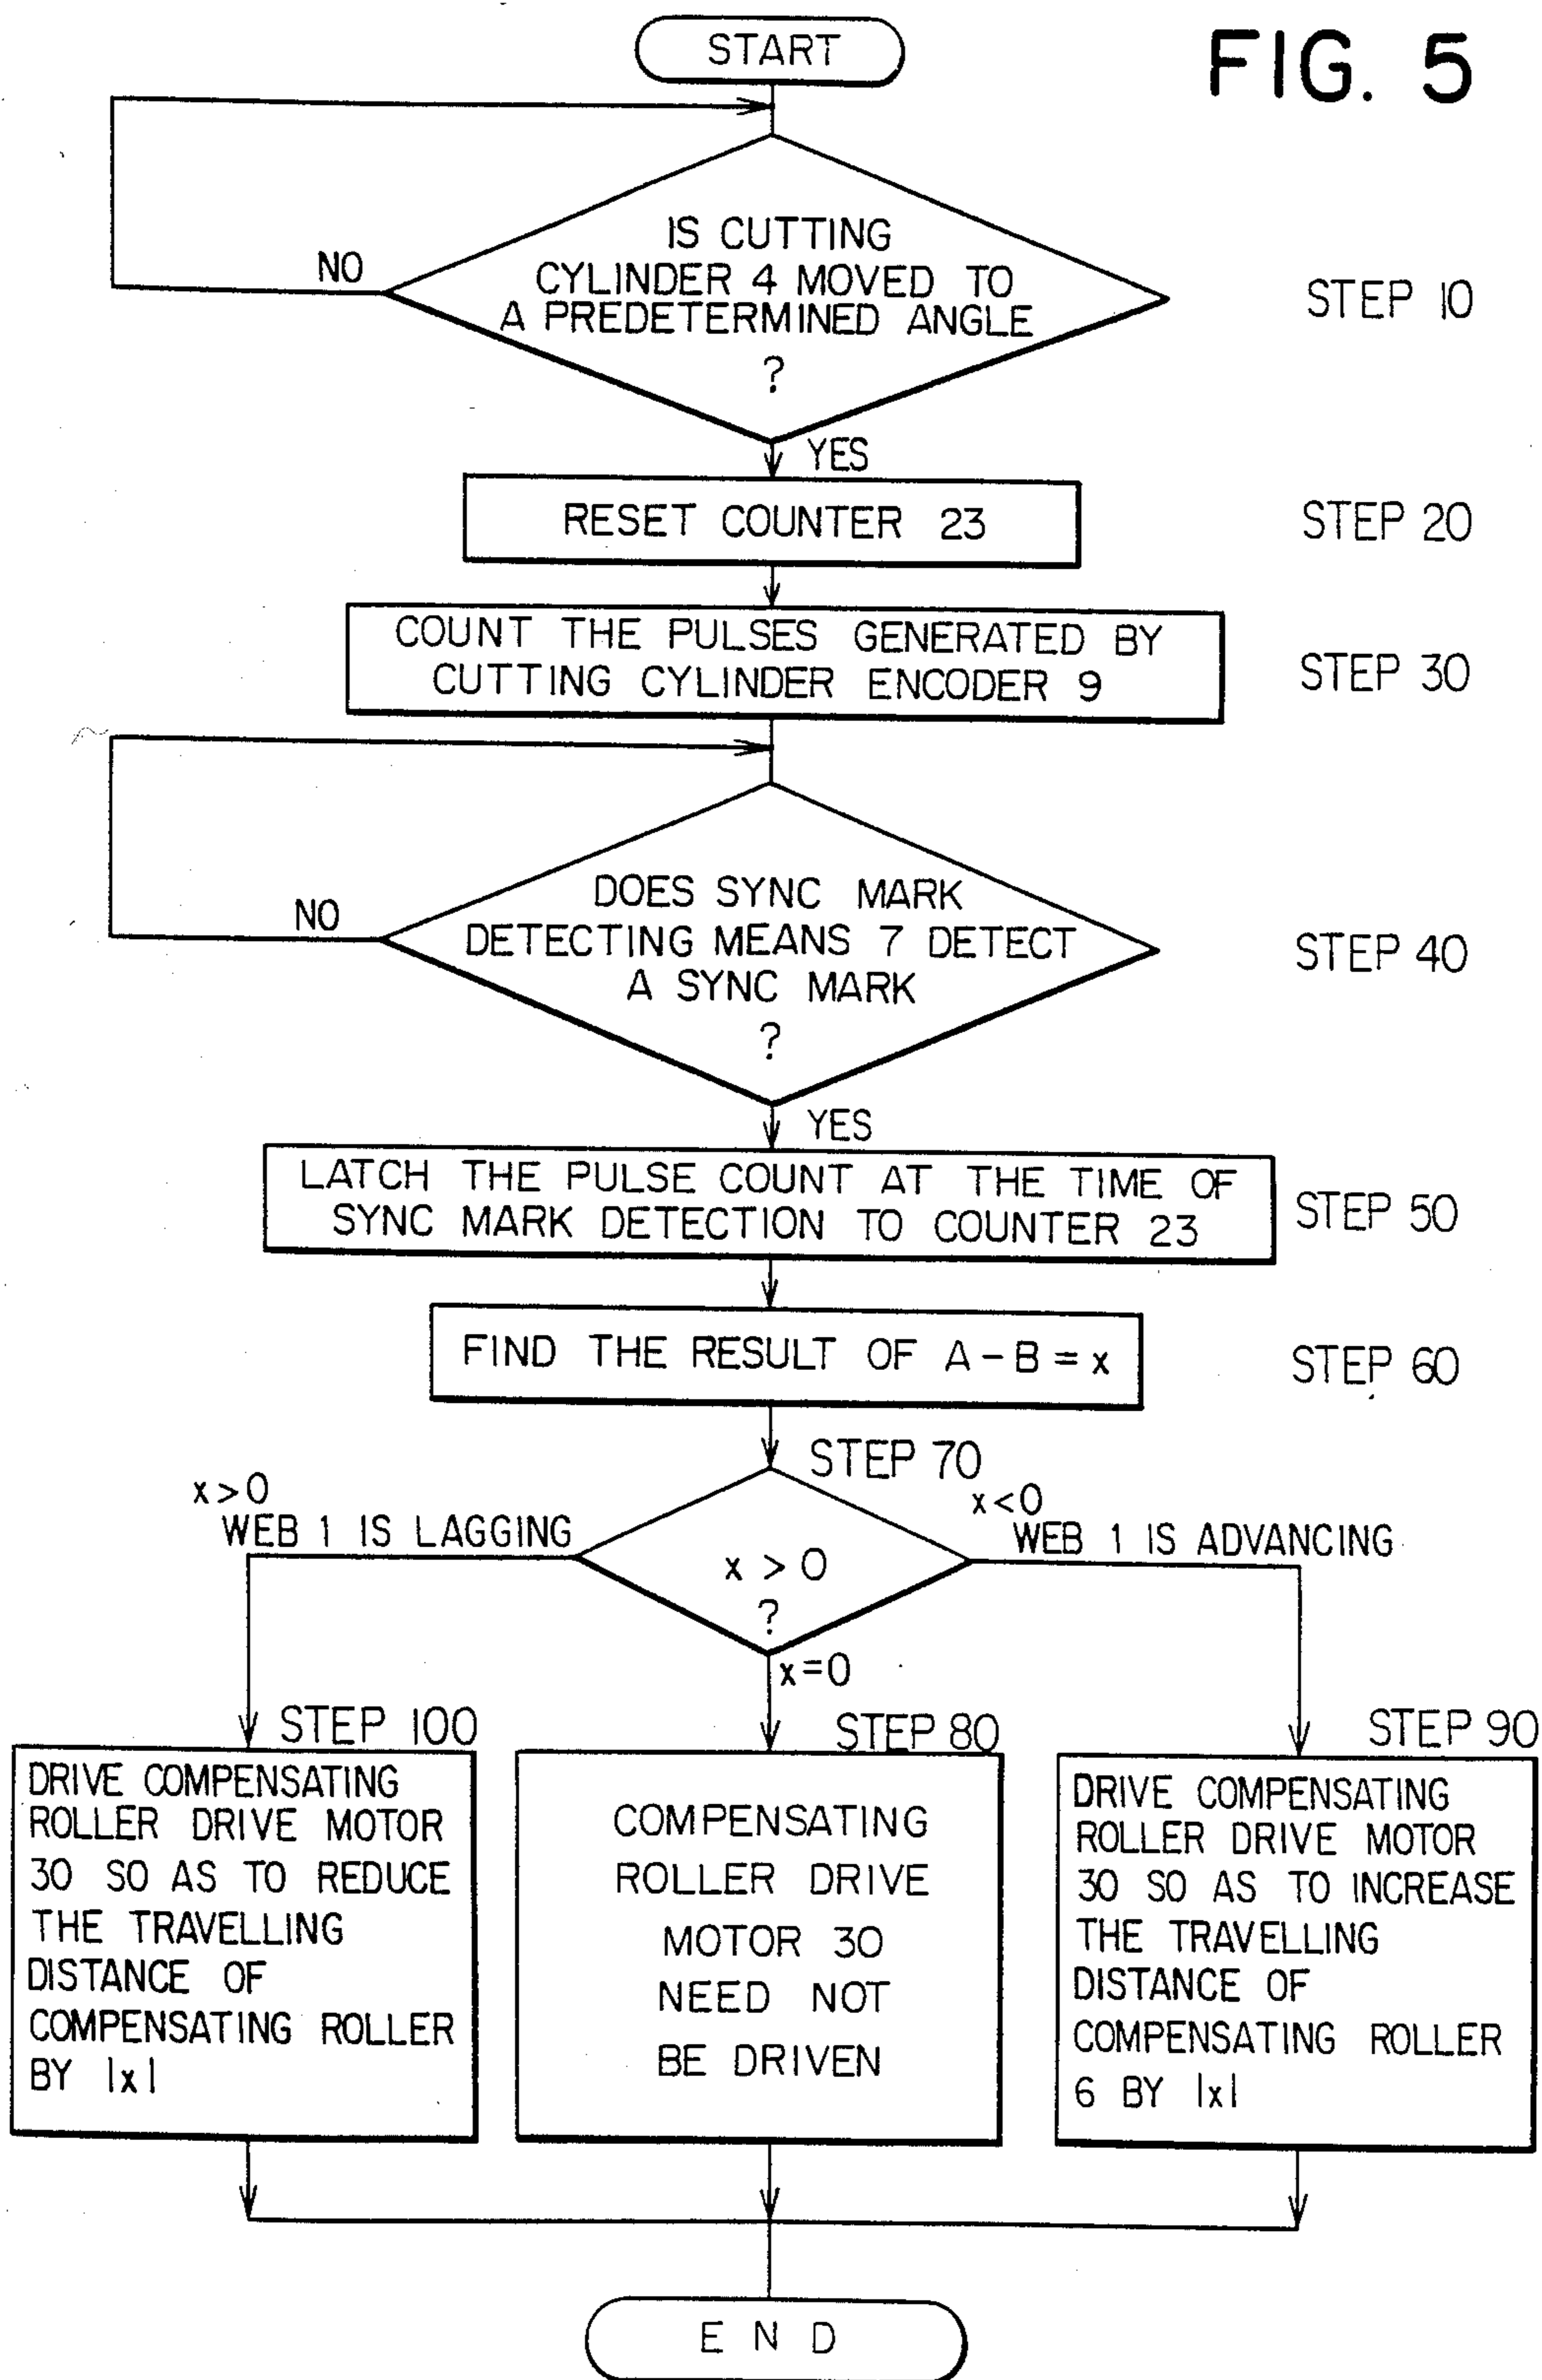 FIG. 5
START
IS CUTTING
CYLINDER 4 MOVED TO
A PREDETERMINED ANGLE
?
NO
STEP 10
YES
RESET COUNTER 23
STEP 20
COUNT THE PULSES GENERATED BY
CUTTING CYLINDER ENCODER 9
STEP 30
DOES SYNC MARK
DETECTING MEANS 7 DETECT
A SYNC MARK
?
NO
STEP 40
YES
LATCH THE PULSE COUNT AT THE TIME OF
SYNC MARK DETECTION TO COUNTER 23
STEP 50
FIND THE RESULT OF A - B = x
STEP 60
STEP 70
x > 0
WEB 1 IS LAGGING
x < 0
WEB 1 IS ADVANCING
x > 0
?
x = 0
STEP 100
DRIVE COMPENSATING
ROLLER DRIVE MOTOR
30 SO AS TO REDUCE
THE TRAVELLING
DISTANCE OF
COMPENSATING ROLLER
BY |x|
STEP 80
COMPENSATING
ROLLER DRIVE
MOTOR 30
NEED NOT
BE DRIVEN
STEP 90
DRIVE COMPENSATING
ROLLER DRIVE MOTOR
30 SO AS TO INCREASE
THE TRAVELLING
DISTANCE OF
COMPENSATING ROLLER
6 BY |x|
END